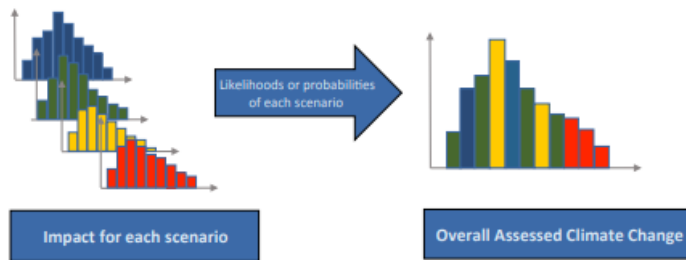 Likelihoods or probabilities
of each scenario
Impact for each scenario
Overall Assessed Climate Change